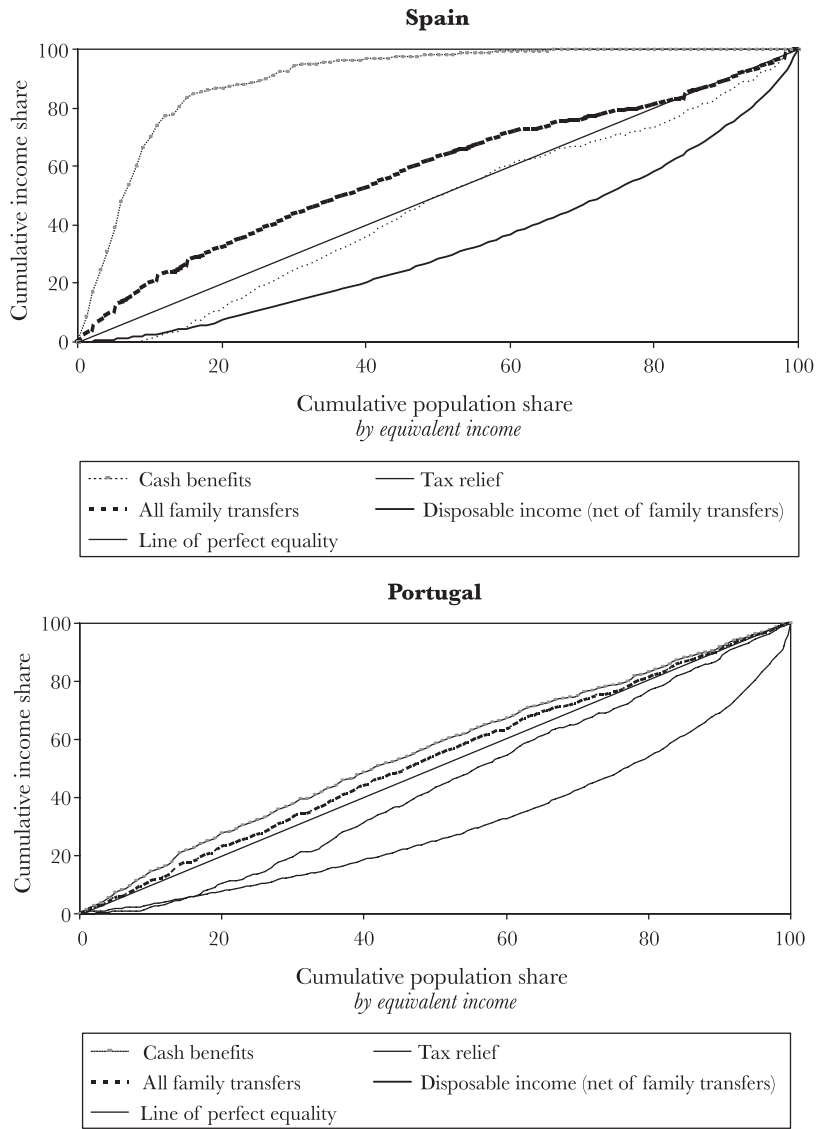 Spain
Cumulative income share
100
80
60
40
20
0
0 20 40 60 80 100
Cumulative population share
by equivalent income
Cash benefits Tax relief
All family transfers Disposable income (net of family transfers)
Line of perfect equality
Portugal
Cumulative income share
100
80
60
40
20
0
0 20 40 60 80 100
Cumulative population share
by equivalent income
Cash benefits Tax relief
All family transfers Disposable income (net of family transfers)
Line of perfect equality